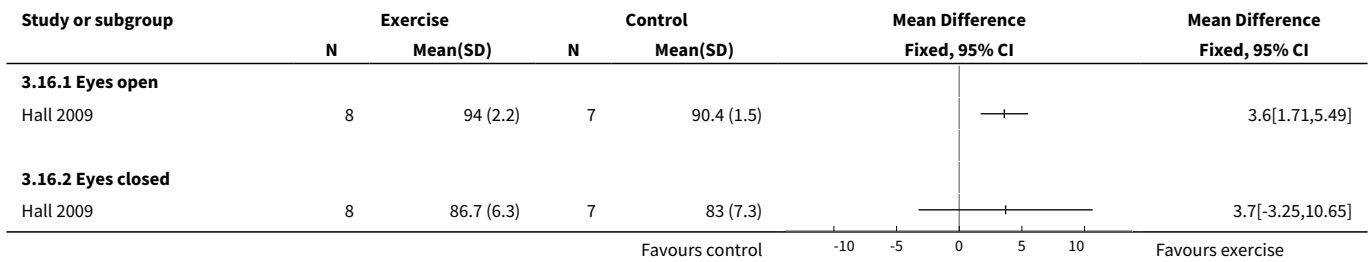 Study or subgroup Exercise Control Mean Difference Mean Difference
N Mean(SD) N Mean(SD) Fixed, 95% CI Fixed, 95% CI
3.16.1 Eyes open
Hall 2009 8 94 (2.2) 7 90.4 (1.5) 3.6[1.71,5.49]
3.16.2 Eyes closed
Hall 2009 8 86.7 (6.3) 7 83 (7.3) 3.7[-3.25,10.65]
Favours control -10 -5 0 5 10 Favours exercise